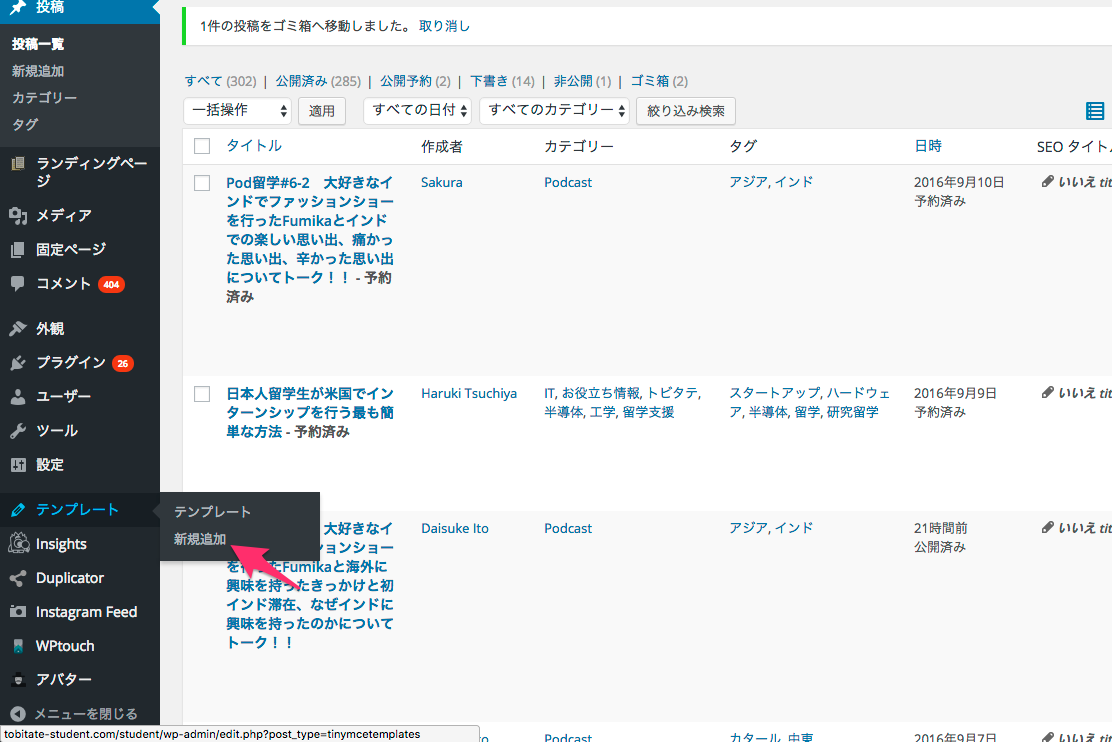 投稿
投稿一覧
新規追加
カテゴリー
タグ
ランディングペー
ジ
メディア
固定ページ
コメント 404
外観
プラグイン 26
ユーザー
ツール
設定
テンプレート
Insights
Duplicator
Instagram Feed
WPtouch
アバター
メニューを閉じる
テンプレート
新規追加
1件の投稿をゴミ箱へ移動しました。 取り消し
すべて (302) | 公開済み (285) | 公開予約 (2) | 下書き (14) | 非公開 (1) | ゴミ箱 (2)
一括操作 適用 すべての日付 すべてのカテゴリー 絞り込み検索
タイトル 作成者 カテゴリー タグ 日時 SEO タイト
Pod留学#6-2 大好きなイ
ンドでファッションショー
を行ったFumikaとインド
での楽しい思い出、痛かっ
た思い出、辛かった思い出
についてトーク！！ - 予約
済み
Sakura
Podcast
アジア, インド
2016年9月10日
予約済み
いいえ tit
日本人留学生が米国でイン
ターンシップを行う最も簡
単な方法 - 予約済み
Haruki Tsuchiya
IT, お役立ち情報, トビタテ,
半導体, 工学, 留学支援
スタートアップ, ハードウェ
ア, 半導体, 留学, 研究留学
2016年9月9日
予約済み
いいえ tit
大好きなイ
ションショー
を行ったFumikaと海外に
興味を持ったきっかけと初
インド滞在、なぜインドに
興味を持ったのかについて
トーク！！
Daisuke Ito
Podcast
アジア, インド
21時間前
公開済み
いいえ tit
Podcast
カタール, 中東
2016年9月7日
いいえ tit
tobitate-student.com/student/wp-admin/edit.php?post_type=tinymcetemplates